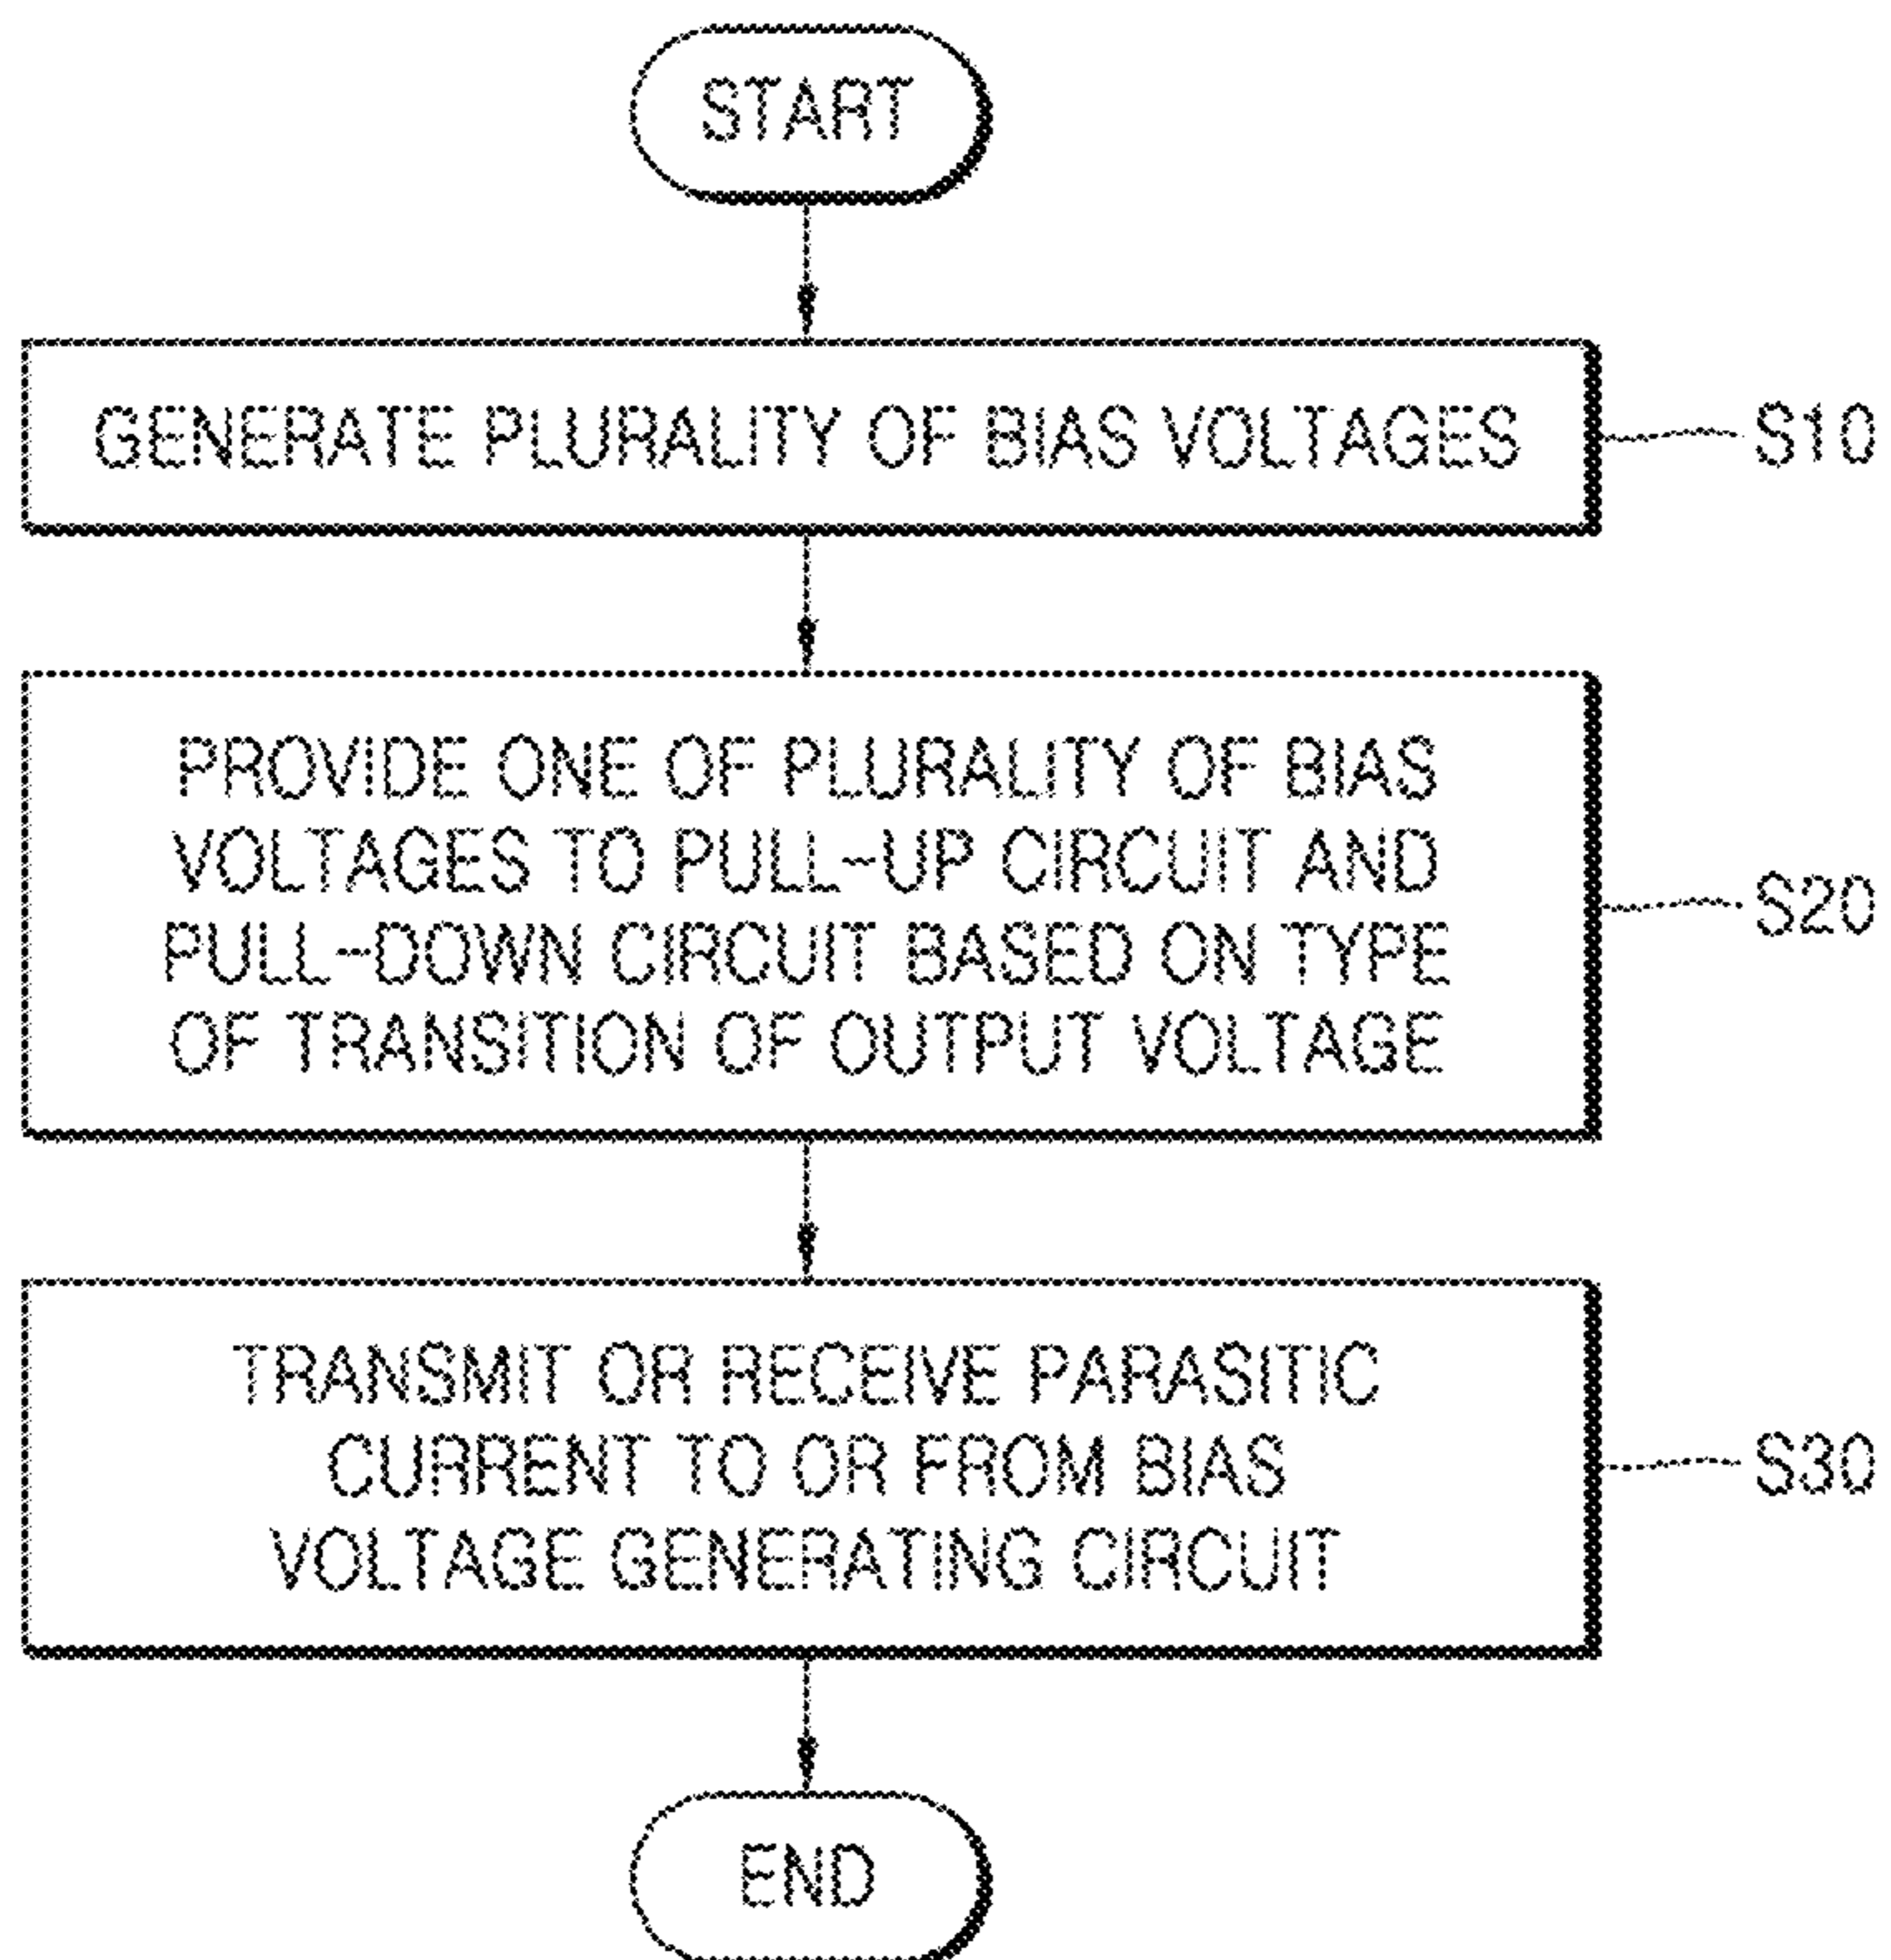 START
GENERATE PLURALITY OF BIAS VOLTAGES
S10
PROVIDE ONE OF PLURALITY OF BIAS
VOLTAGES TO PULL-UP CIRCUIT AND
PULL-DOWN CIRCUIT BASED ON TYPE
OF TRANSITION OF OUTPUT VOLTAGE
S20
TRANSMIT OR RECEIVE PARASITIC
CURRENT TO OR FROM BIAS
VOLTAGE GENERATING CIRCUIT
S30
END